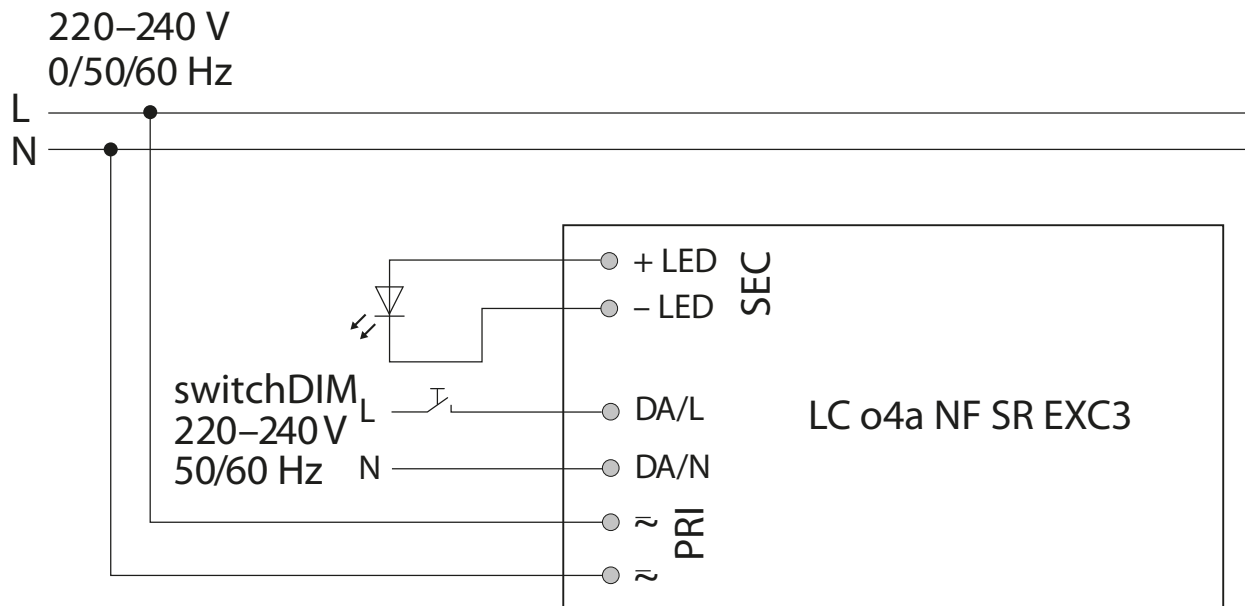 220–240 V
0/50/60 Hz
L
N
+ LED
– LED
SEC
switchDIM
220–240 V
50/60 Hz
L
N
DA/L
DA/N
LC o4a NF SR EXC3
PRI